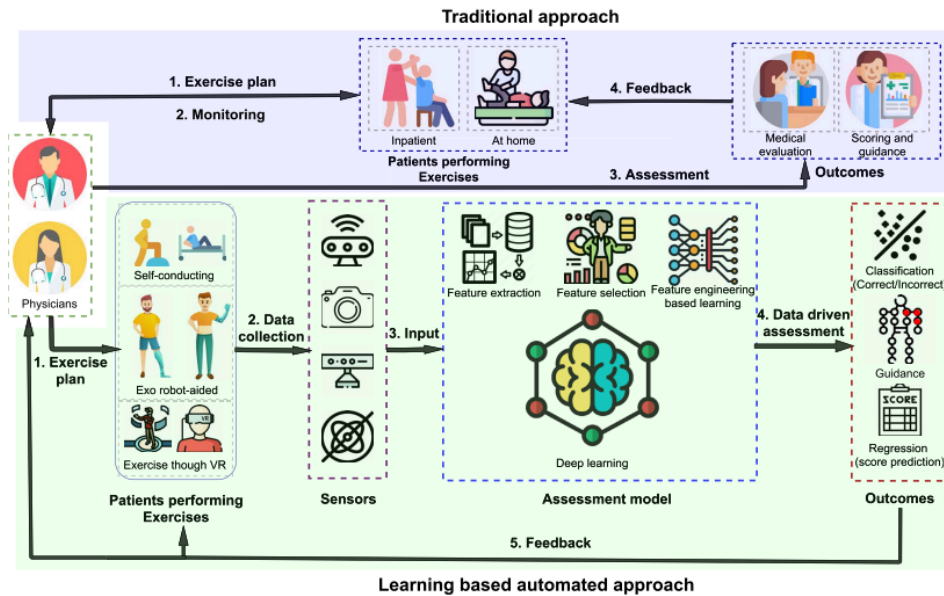 Traditional approach
1. Exercise plan
2. Monitoring
Inpatient
At home
Patients performing
Exercises
4. Feedback
Medical
evaluation
Scoring and
guidance
Outcomes
3. Assessment
Physicians
1. Exercise
plan
Self-conducting
Exo robot-aided
VR
Exercise though VR
Patients performing
Exercises
2. Data
collection
Sensors
3. Input
Feature extraction
Feature selection
Feature engineering
based learning
Deep learning
Assessment model
4. Data driven
assessment
Classification
(Correct/Incorrect)
Guidance
SCORE
Regression
(score prediction)
Outcomes
5. Feedback
Learning based automated approach